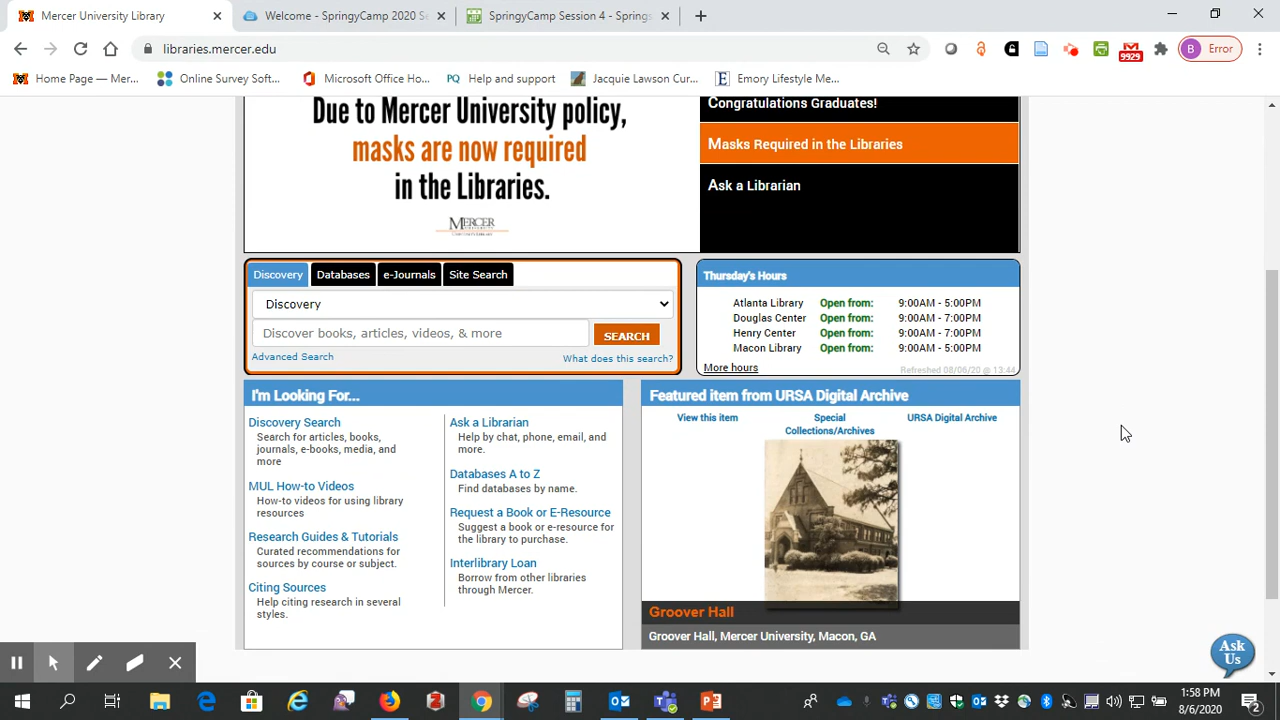 Mercer University Library
Welcome - SpringyCamp 2020 Se
SpringyCamp Session 4 - Springs
libraries.mercer.edu
9929
B
Error
Home Page — Mer...
Online Survey Soft...
Microsoft Office Ho...
PQ
Help and support
Jacquie Lawson Cur...
E
Emory Lifestyle Me...
Due to Mercer University policy,
masks are now required
in the Libraries.
MERCER
UNIVERSITY
Congratulations Graduates!
Masks Required in the Libraries
Ask a Librarian
Discovery
Databases
e-Journals
Site Search
Discovery
Discover books, articles, videos, & more
SEARCH
Advanced Search
What does this search?
Thursday's Hours
Atlanta Library Open from: 9:00AM - 5:00PM
Douglas Center Open from: 9:00AM - 7:00PM
Henry Center Open from: 9:00AM - 7:00PM
Macon Library Open from: 9:00AM - 5:00PM
More hours
Refreshed 08/06/20 @ 13:44
I'm Looking For...
Discovery Search
Search for articles, books,
journals, e-books, media, and
more
MUL How-to Videos
How-to videos for using library
resources
Research Guides & Tutorials
Curated recommendations for
sources by course or subject.
Citing Sources
Help citing research in several
styles.
Ask a Librarian
Help by chat, phone, email, and
more.
Databases A to Z
Find databases by name.
Request a Book or E-Resource
Suggest a book or e-resource for
the library to purchase.
Interlibrary Loan
Borrow from other libraries
through Mercer.
Featured item from URSA Digital Archive
View this item
Special
Collections/Archives
URSA Digital Archive
Groover Hall
Groover Hall, Mercer University, Macon, GA
Ask
Us
1:58 PM
8/6/2020
2